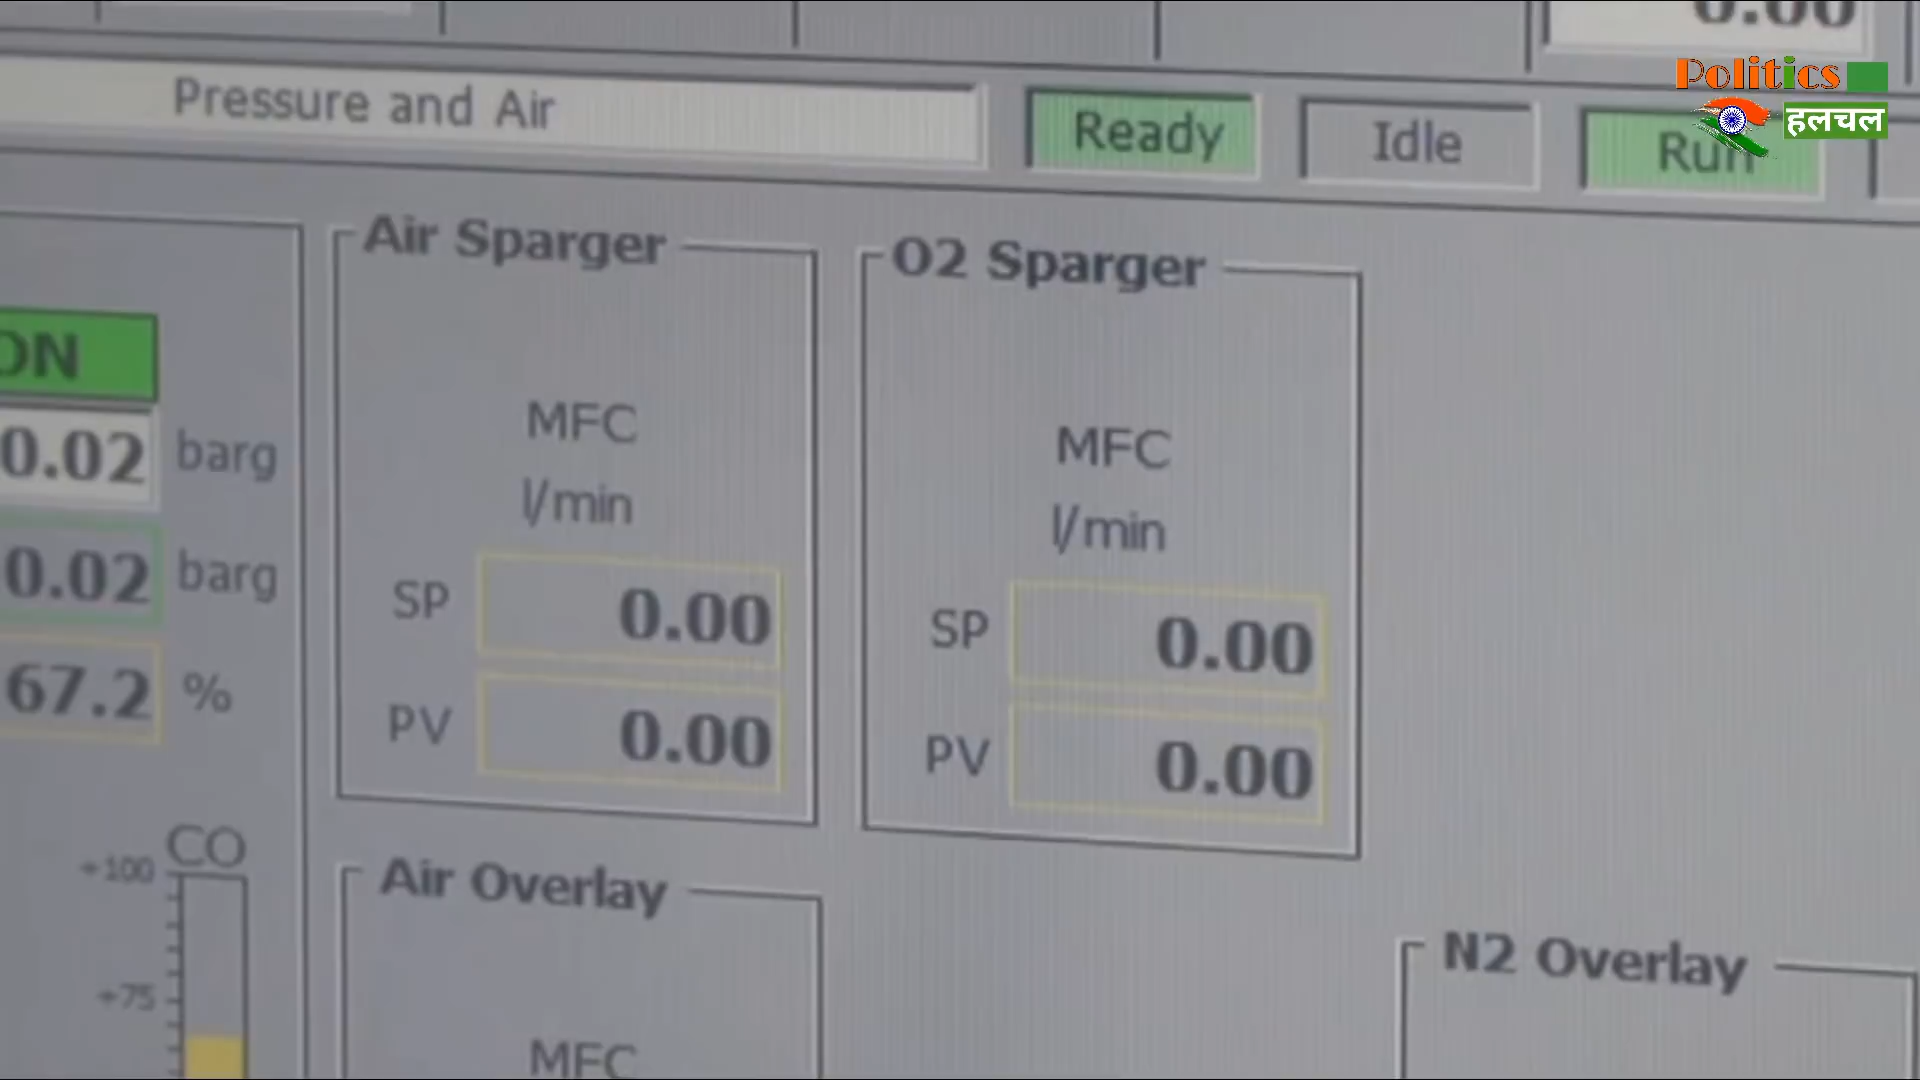 0.00
Politics
हलचल
Pressure and Air
Ready
Idle
Run
Air Sparger
O2 Sparger
ON
MFC
MFC
0.02 barg
l/min
l/min
0.02 barg
SP 0.00
SP 0.00
67.2 %
PV 0.00
PV 0.00
CO
+100
Air Overlay
N2 Overlay
+75
MFC